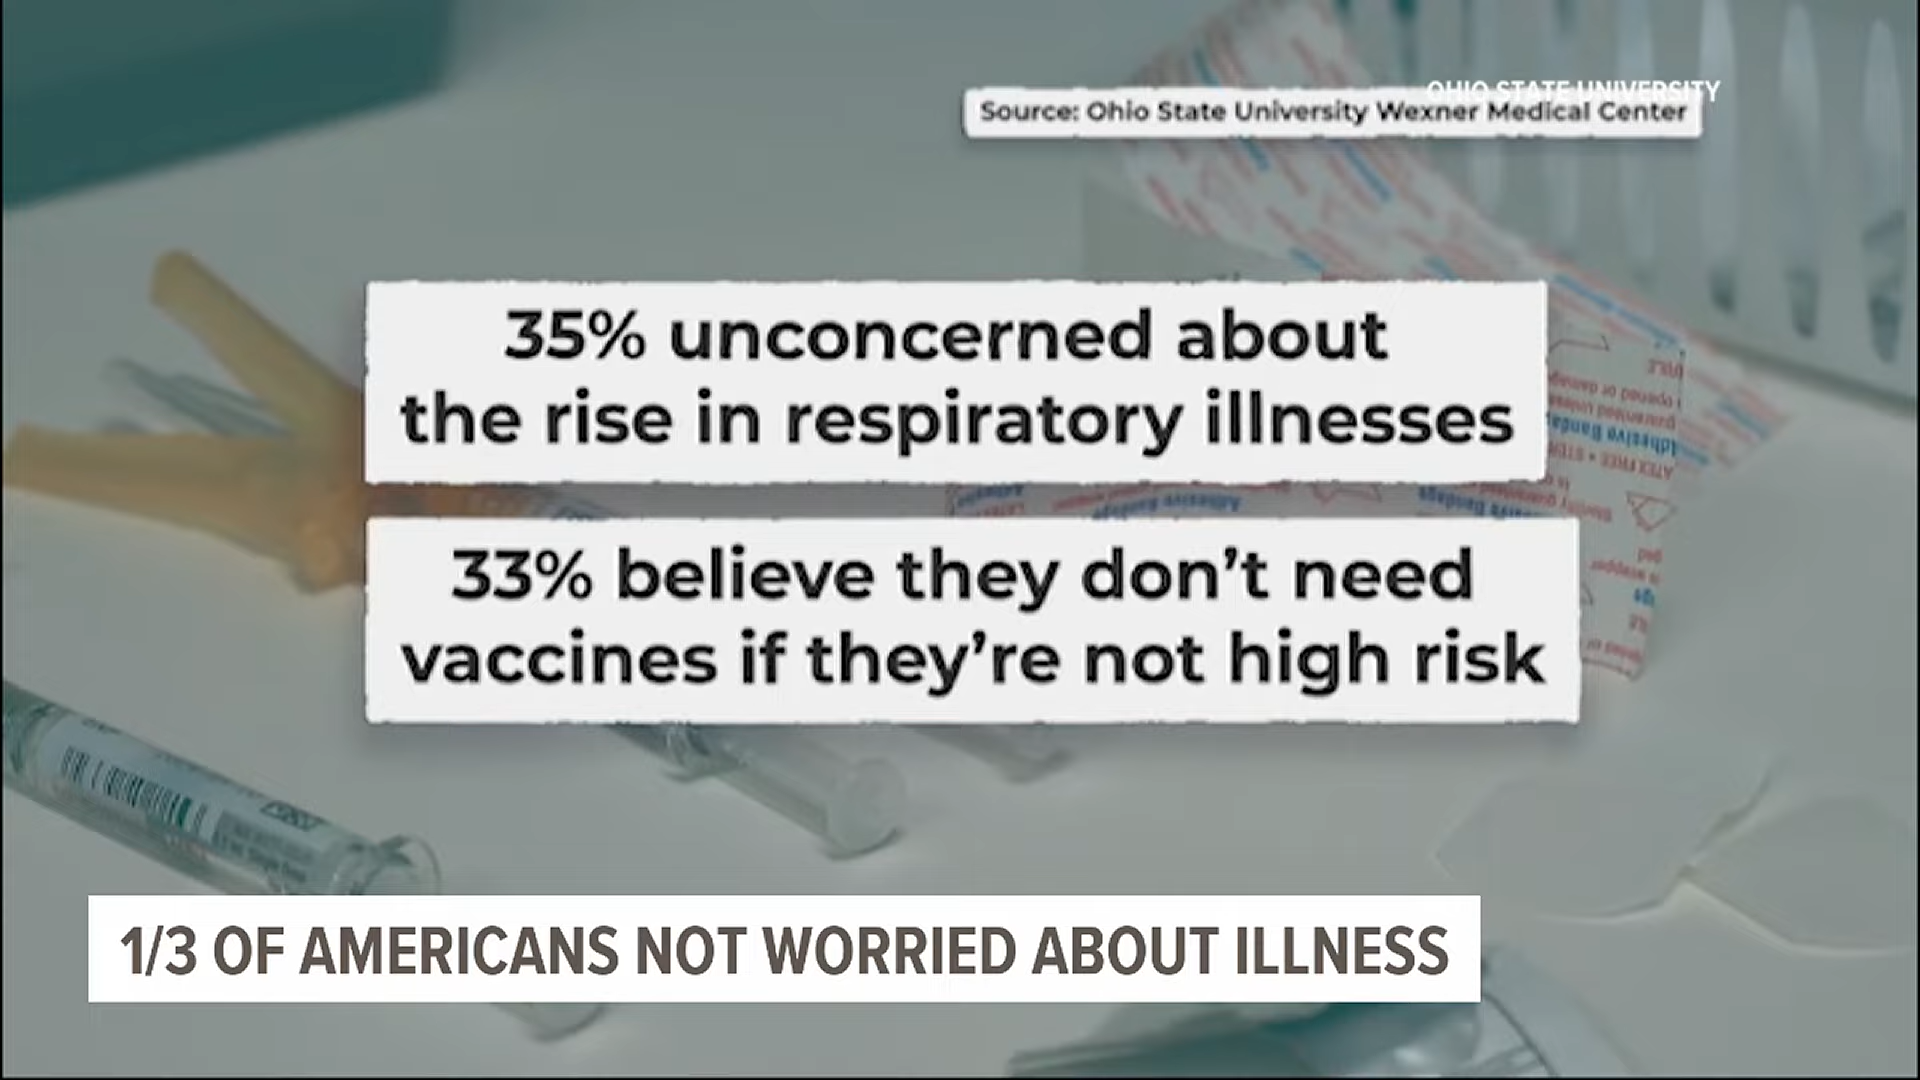 OHIO STATE UNIVERSITY
Source: Ohio State University Wexner Medical Center
35% unconcerned about
the rise in respiratory illnesses
33% believe they don’t need
vaccines if they’re not high risk
Adhesive Bandage
1/3 OF AMERICANS NOT WORRIED ABOUT ILLNESS